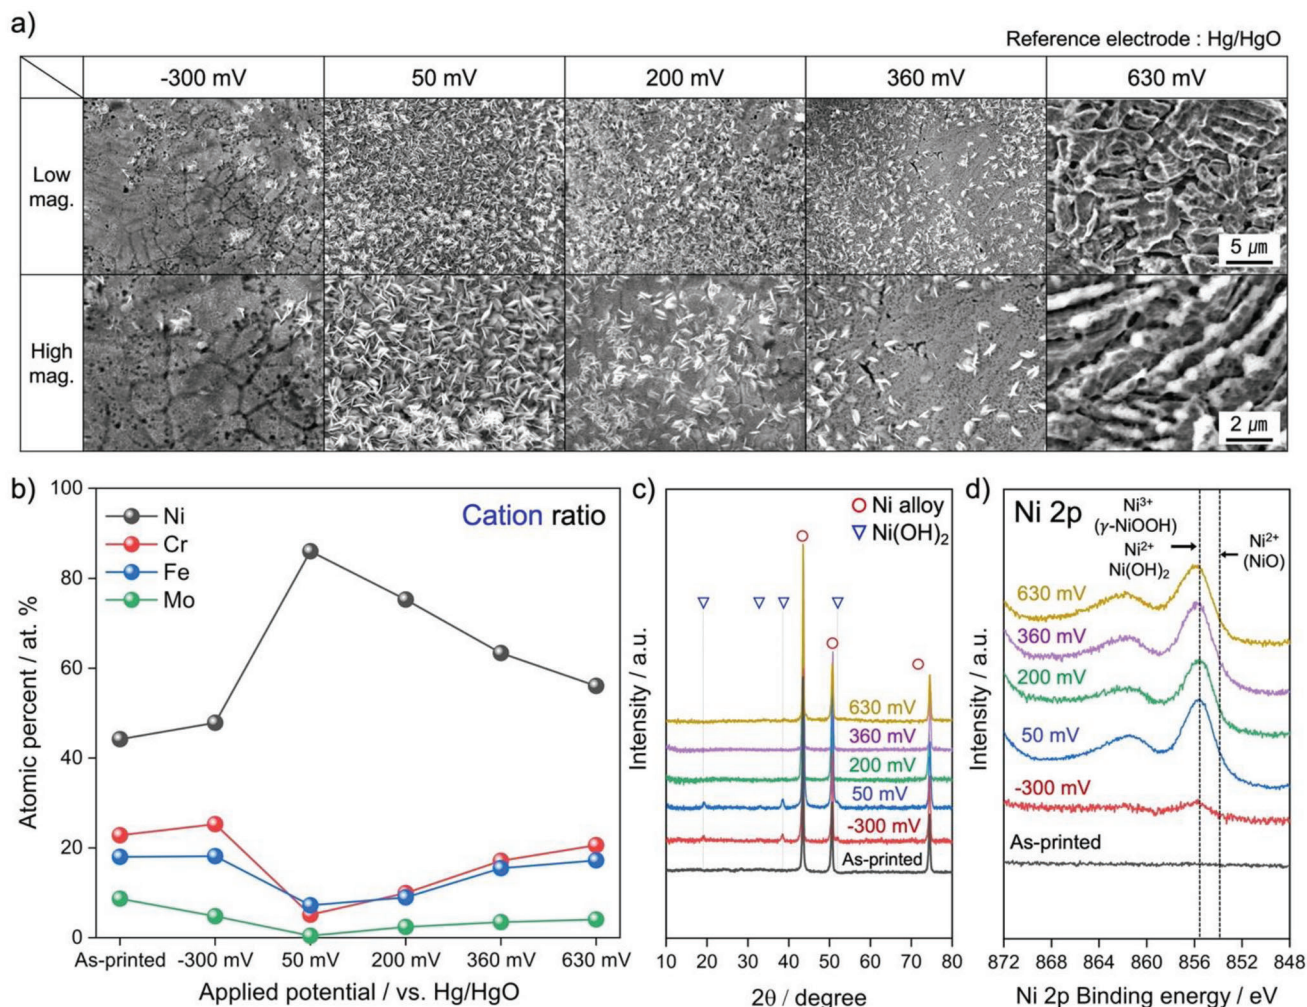 a)
Reference electrode : Hg/HgO
-300 mV
50 mV
200 mV
360 mV
630 mV
Low
mag.
5 ㎛
High
mag.
2 ㎛
b)
Cation ratio
Ni
Cr
Fe
Mo
Atomic percent / at. %
100
80
60
40
20
0
As-printed
-300 mV
50 mV
200 mV
360 mV
630 mV
Applied potential / vs. Hg/HgO
c)
Ni alloy
Ni(OH)₂
Intensity / a.u.
630 mV
360 mV
200 mV
50 mV
-300 mV
As-printed
10 20 30 40 50 60 70 80
2θ / degree
d)
Ni 2p
Ni³⁺
(γ-NiOOH)
Ni²⁺
Ni(OH)₂
Ni²⁺
(NiO)
Intensity / a.u.
630 mV
360 mV
200 mV
50 mV
-300 mV
As-printed
872 868 864 860 856 852 848
Ni 2p Binding energy / eV